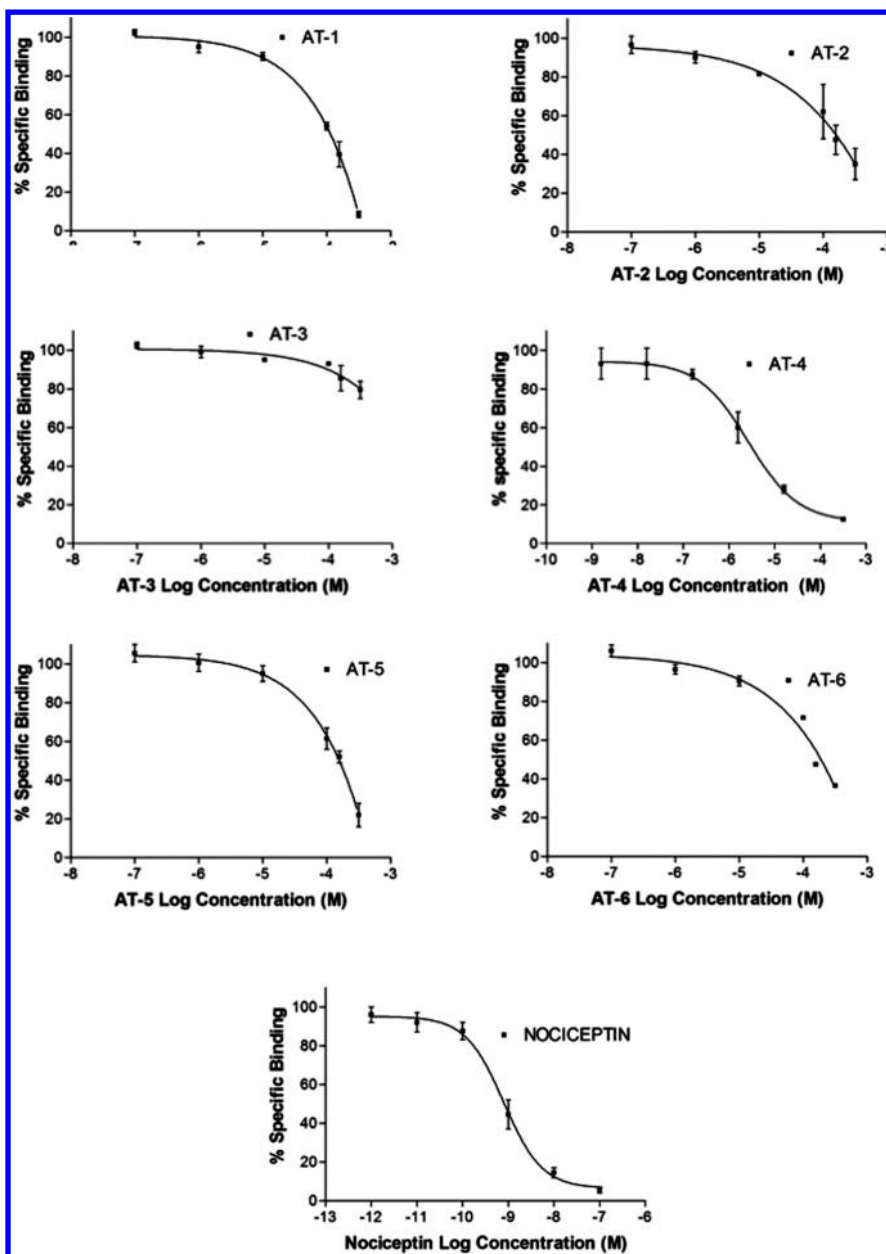 % Specific Binding
100
80
60
40
20
0
AT-1
-7 -6 -5 -4
% Specific Binding
100
80
60
40
20
0
AT-2
-8 -7 -6 -5 -4
AT-2 Log Concentration (M)
% Specific Binding
100
80
60
40
20
0
AT-3
-8 -7 -6 -5 -4 -3
AT-3 Log Concentration (M)
% specific Binding
100
80
60
40
20
0
AT-4
-10 -9 -8 -7 -6 -5 -4 -3
AT-4 Log Concentration (M)
% Specific Binding
100
80
60
40
20
0
AT-5
-8 -7 -6 -5 -4 -3
AT-5 Log Concentration (M)
% Specific Binding
100
80
60
40
20
0
AT-6
-8 -7 -6 -5 -4 -3
AT-6 Log Concentration (M)
% Specific Binding
100
80
60
40
20
0
NOCICEPTIN
-13 -12 -11 -10 -9 -8 -7 -6
Nociceptin Log Concentration (M)